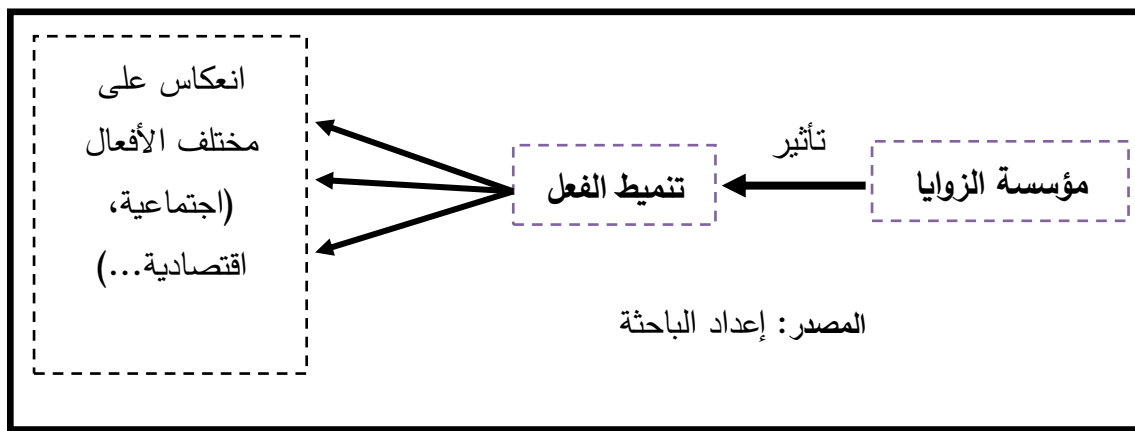 مؤسسة الزوايا
تأثير
تنميط الفعل
انعكاس على
مختلف الأفعال
(اجتماعية،
اقتصادية...)
المصدر: إعداد الباحثة